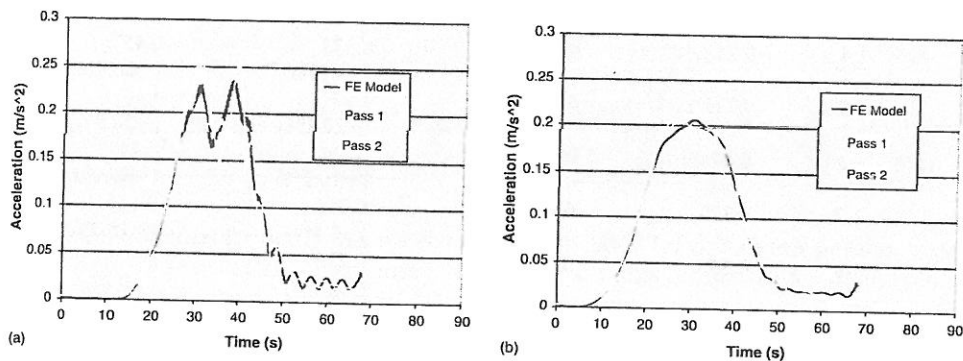 0.3
0.25
0.2
0.15
0.1
0.05
0
Acceleration (m/s^2)
FE Model
Pass 1
Pass 2
0 10 20 30 40 50 60 70 80 90
Time (s)
(a)
0.3
0.25
0.2
0.15
0.1
0.05
0
Acceleration (m/s^2)
FE Model
Pass 1
Pass 2
0 10 20 30 40 50 60 70 80 90
Time (s)
(b)